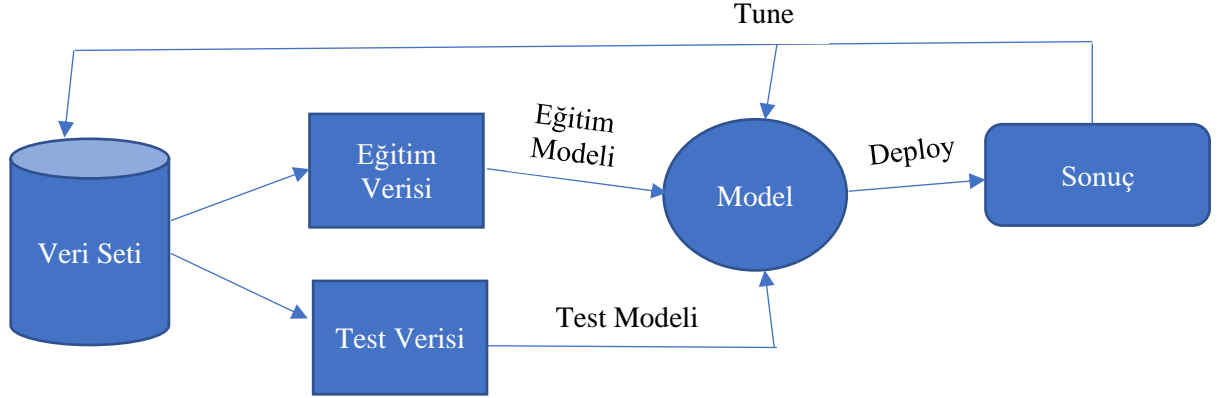 Tune
Eğitim
Verisi
Eğitim
Modeli
Model
Deploy
Sonuç
Veri Seti
Test Verisi
Test Modeli